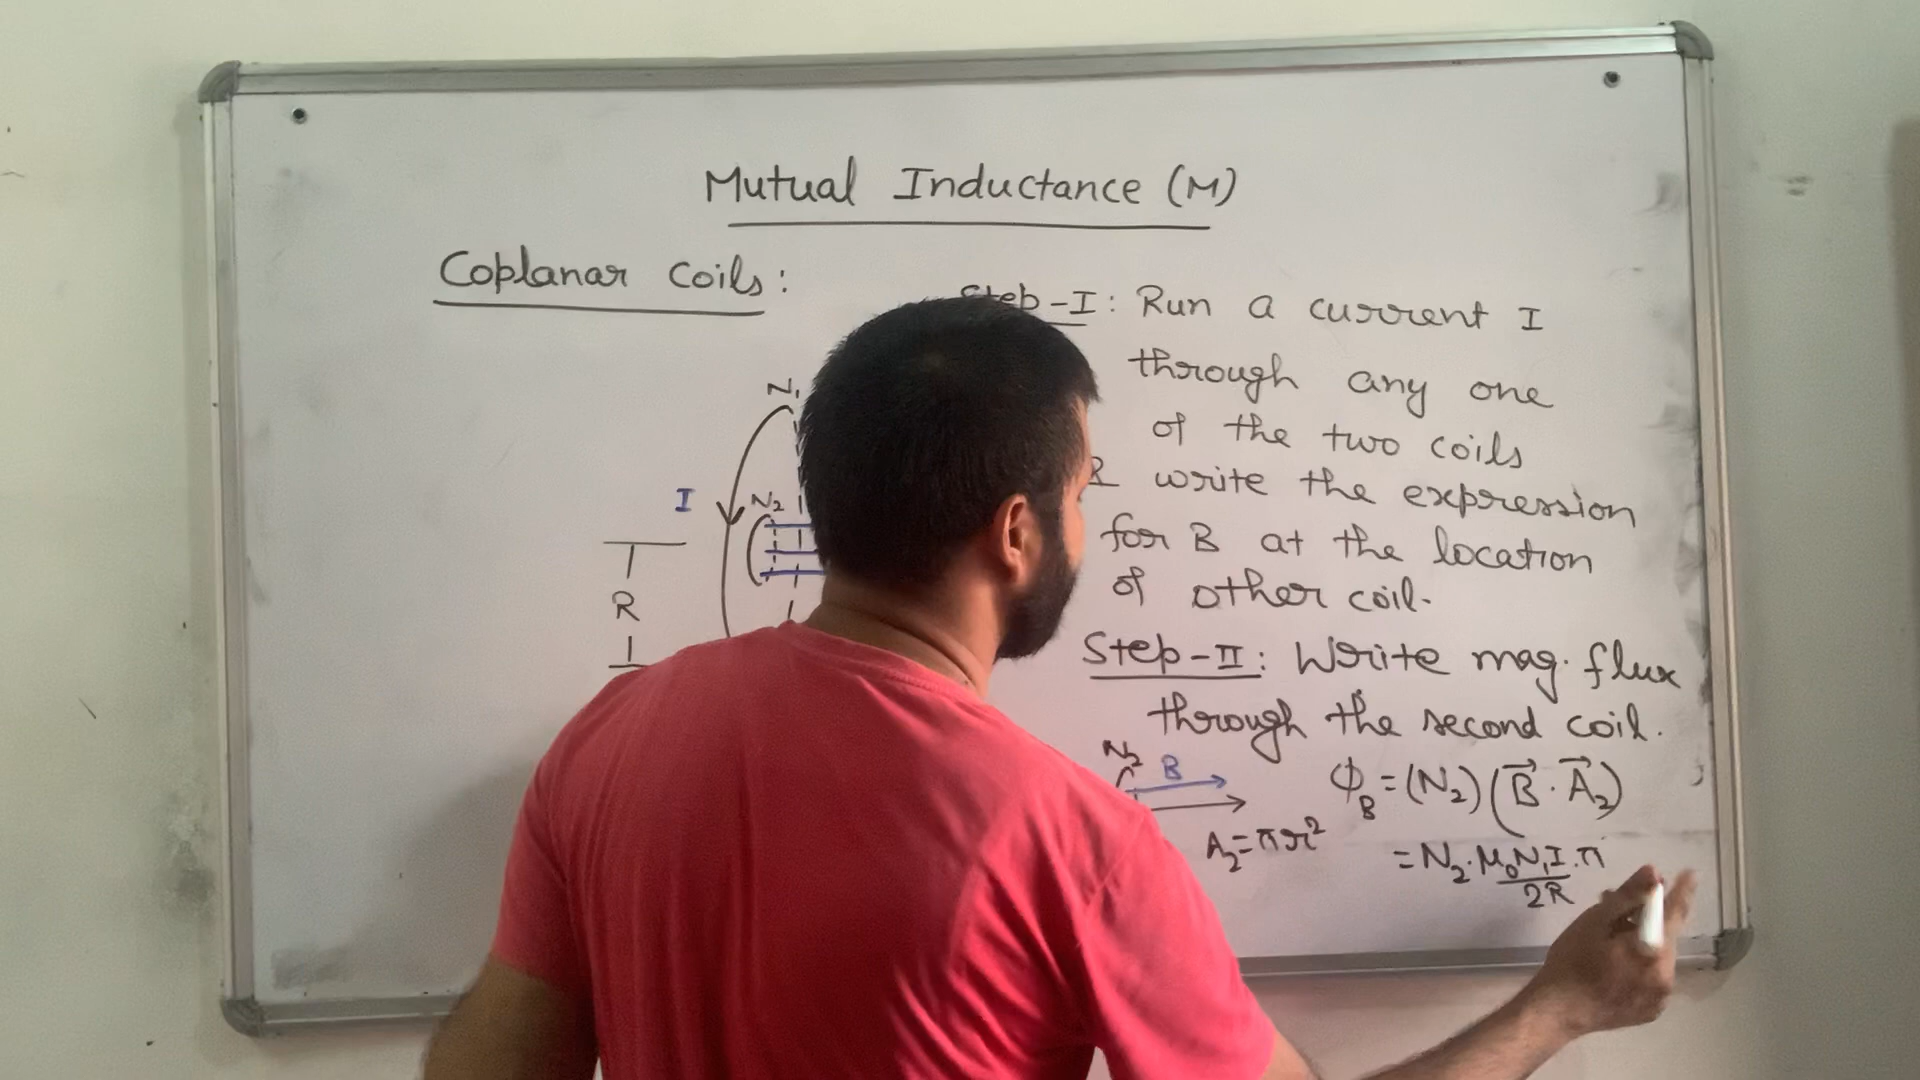 Mutual Inductance (M)
Coplanar Coils:
Step-I: Run a current I
through any one
of the two coils
& write the expression
for B at the location
of other coil.
Step-II: Write mag. flux
through the second coil.
N₁
I
N₂
R
N₂
B
A₂=πr²
ϕ_B=(N₂)(B⃗·A⃗₂)
=N₂·μ₀N₁I/2R·π